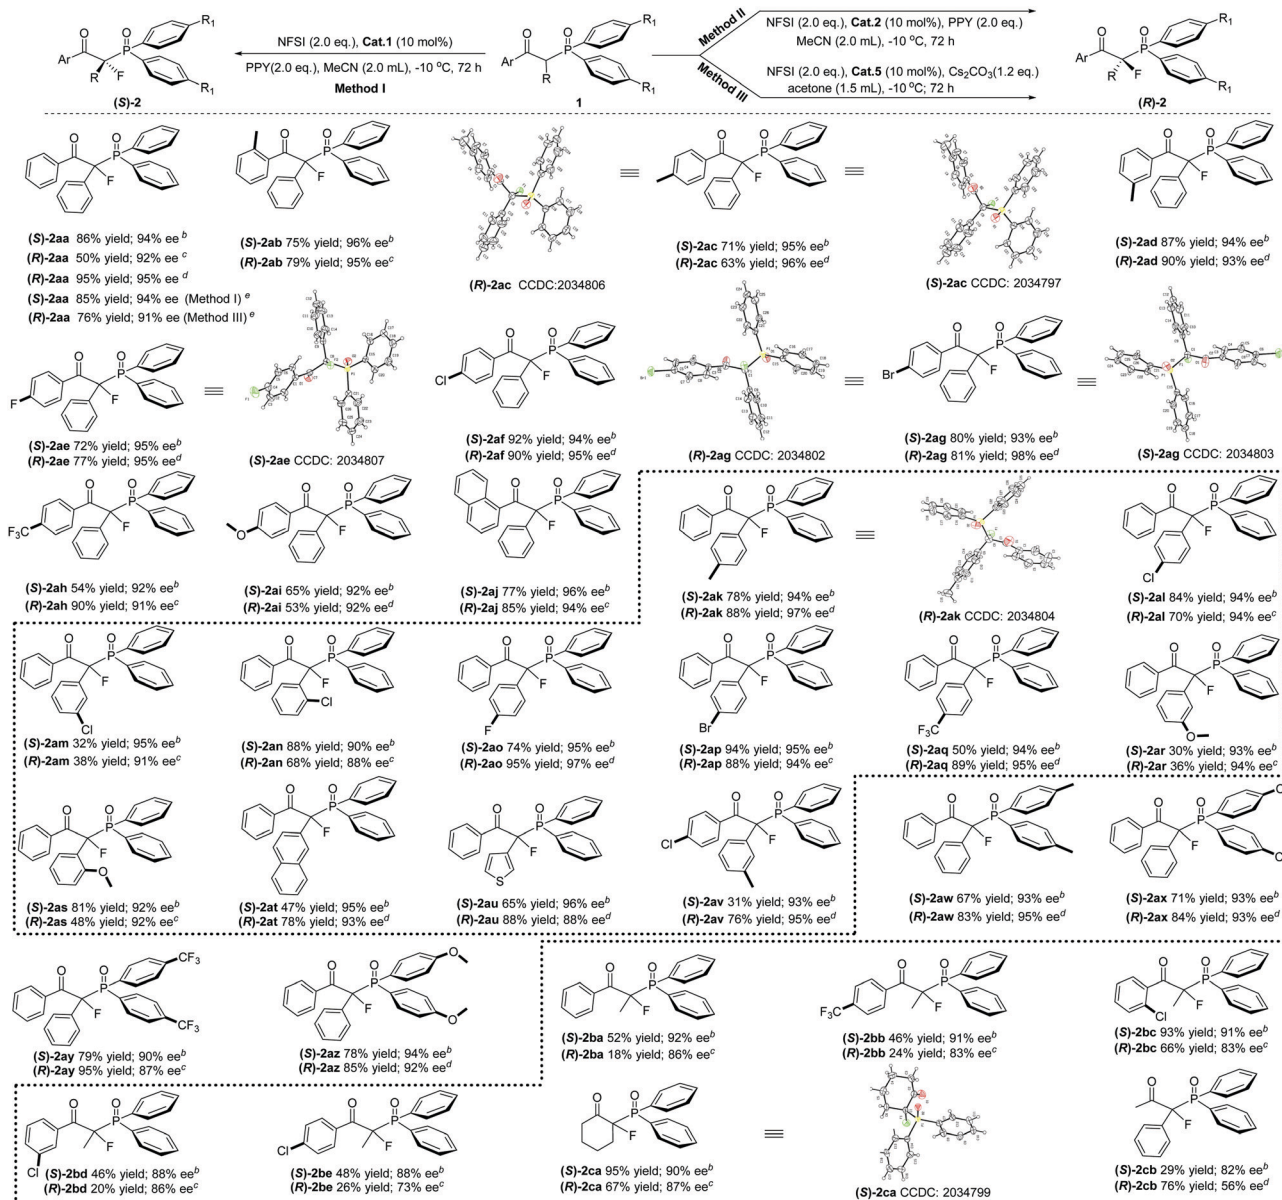 NFSI (2.0 eq.), Cat.1 (10 mol%)
PPY(2.0 eq.), MeCN (2.0 mL), -10 °C, 72 h
Method I
(S)-2
1
Method II
NFSI (2.0 eq.), Cat.2 (10 mol%), PPY (2.0 eq.)
MeCN (2.0 mL), -10 °C, 72 h
Method III
NFSI (2.0 eq.), Cat.5 (10 mol%), Cs2CO3(1.2 eq.)
acetone (1.5 mL), -10 °C; 72 h
(R)-2
(S)-2aa 86% yield; 94% ee b
(R)-2aa 50% yield; 92% ee c
(R)-2aa 95% yield; 95% ee d
(S)-2aa 85% yield; 94% ee (Method I) e
(R)-2aa 76% yield; 91% ee (Method III) e
(S)-2ab 75% yield; 96% ee b
(R)-2ab 79% yield; 95% ee c
(R)-2ac CCDC:2034806
(S)-2ac 71% yield; 95% ee b
(R)-2ac 63% yield; 96% ee d
(S)-2ac CCDC: 2034797
(S)-2ad 87% yield; 94% ee b
(R)-2ad 90% yield; 93% ee d
(S)-2ae 72% yield; 95% ee b
(R)-2ae 77% yield; 95% ee d
(S)-2ae CCDC: 2034807
(S)-2af 92% yield; 94% ee b
(R)-2af 90% yield; 95% ee d
(R)-2ag CCDC: 2034802
(S)-2ag 80% yield; 93% ee b
(R)-2ag 81% yield; 98% ee d
(S)-2ag CCDC: 2034803
(S)-2ah 54% yield; 92% ee b
(R)-2ah 90% yield; 91% ee c
(S)-2ai 65% yield; 92% ee b
(R)-2ai 53% yield; 92% ee d
(S)-2aj 77% yield; 96% ee b
(R)-2aj 85% yield; 94% ee c
(S)-2ak 78% yield; 94% ee b
(R)-2ak 88% yield; 97% ee d
(R)-2ak CCDC: 2034804
(S)-2al 84% yield; 94% ee b
(R)-2al 70% yield; 94% ee c
(S)-2am 32% yield; 95% ee b
(R)-2am 38% yield; 91% ee c
(S)-2an 88% yield; 90% ee b
(R)-2an 68% yield; 88% ee c
(S)-2ao 74% yield; 95% ee b
(R)-2ao 95% yield; 97% ee d
(S)-2ap 94% yield; 95% ee b
(R)-2ap 88% yield; 94% ee c
(S)-2aq 50% yield; 94% ee b
(R)-2aq 89% yield; 95% ee d
(S)-2ar 30% yield; 93% ee b
(R)-2ar 36% yield; 94% ee c
(S)-2as 81% yield; 92% ee b
(R)-2as 48% yield; 92% ee c
(S)-2at 47% yield; 95% ee b
(R)-2at 78% yield; 93% ee d
(S)-2au 65% yield; 96% ee b
(R)-2au 88% yield; 88% ee d
(S)-2av 31% yield; 93% ee b
(R)-2av 76% yield; 95% ee d
(S)-2aw 67% yield; 93% ee b
(R)-2aw 83% yield; 95% ee d
(S)-2ax 71% yield; 93% ee b
(R)-2ax 84% yield; 93% ee d
(S)-2ay 79% yield; 90% ee b
(R)-2ay 95% yield; 87% ee c
(S)-2az 78% yield; 94% ee b
(R)-2az 85% yield; 92% ee d
(S)-2ba 52% yield; 92% ee b
(R)-2ba 18% yield; 86% ee c
(S)-2bb 46% yield; 91% ee b
(R)-2bb 24% yield; 83% ee c
(S)-2bc 93% yield; 91% ee b
(R)-2bc 66% yield; 83% ee c
(S)-2bd 46% yield; 88% ee b
(R)-2bd 20% yield; 86% ee c
(S)-2be 48% yield; 88% ee b
(R)-2be 26% yield; 73% ee c
(S)-2ca 95% yield; 90% ee b
(R)-2ca 67% yield; 87% ee c
(S)-2ca CCDC: 2034799
(S)-2cb 29% yield; 82% ee b
(R)-2cb 76% yield; 56% ee d